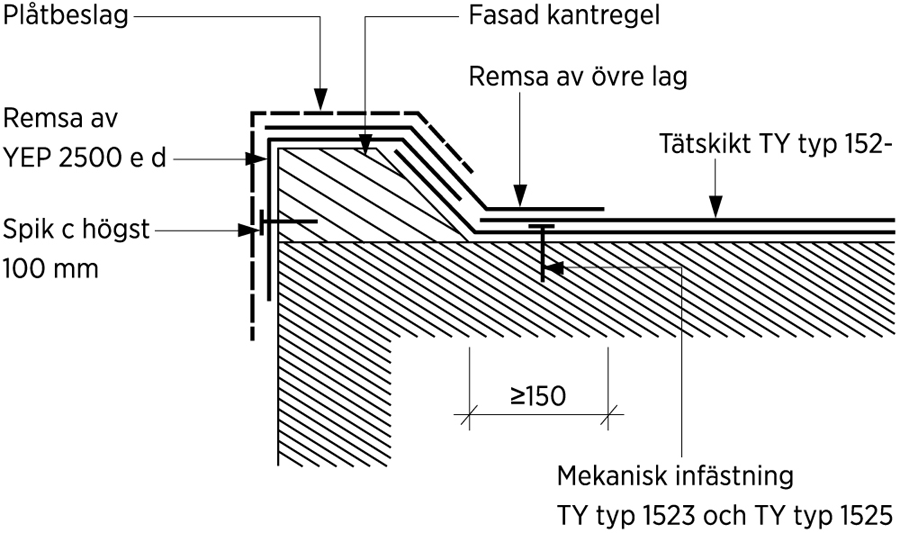 Plåtbeslag
Fasad kantregel
Remsa av övre lag
Remsa av
YEP 2500 e d
Tätskikt TY typ 152-
Spik c högst
100 mm
≥150
Mekanisk infästning
TY typ 1523 och TY typ 1525